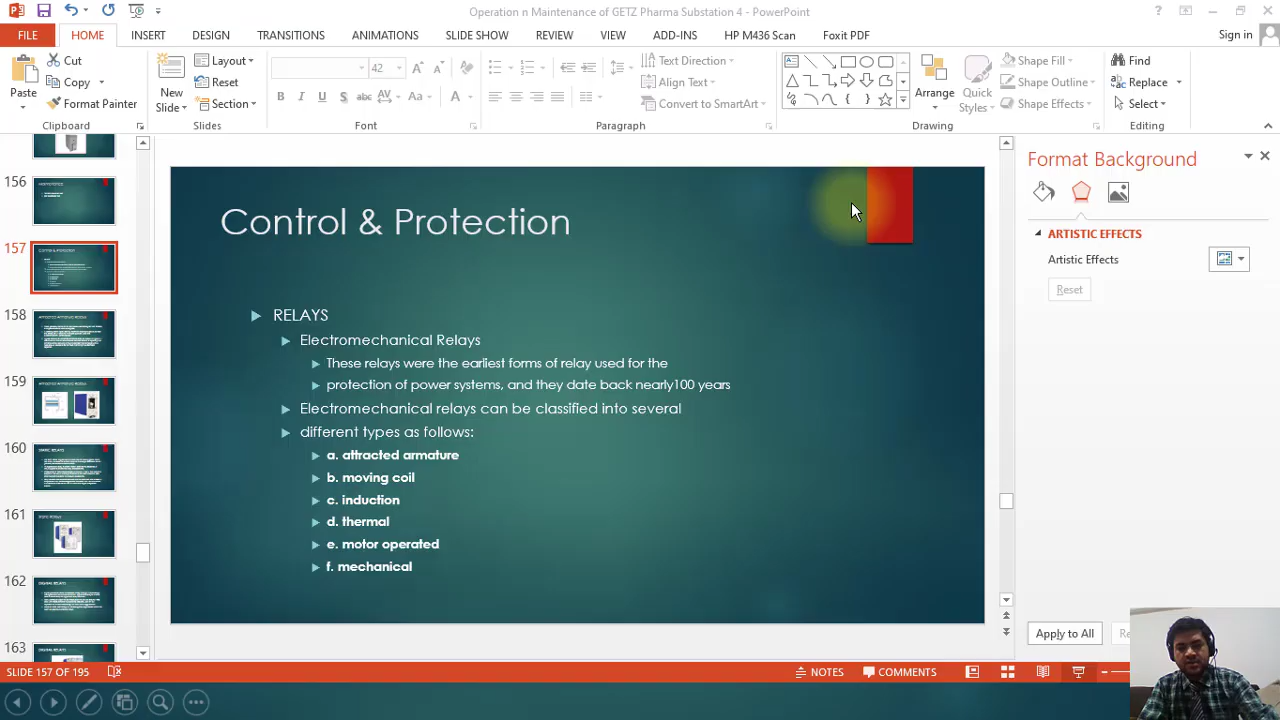 Operation n Maintenance of GETZ Pharma Substation 4 - PowerPoint
?
FILE HOME INSERT DESIGN TRANSITIONS ANIMATIONS SLIDE SHOW REVIEW VIEW ADD-INS HP M436 Scan Foxit PDF Sign in
Paste
Cut
Copy
Format Painter
Clipboard
New
Slide
Layout
Reset
Section
Slides
42
B I U S abc AV Aa A
Font
Text Direction
Align Text
Convert to SmartArt
Paragraph
Arrange
Quick
Styles
Shape Fill
Shape Outline
Shape Effects
Drawing
Find
Replace
Select
Editing
156
157
158
159
160
161
162
163
Control & Protection
RELAYS
Electromechanical Relays
These relays were the earliest forms of relay used for the
protection of power systems, and they date back nearly100 years
Electromechanical relays can be classified into several
different types as follows:
a. attracted armature
b. moving coil
c. induction
d. thermal
e. motor operated
f. mechanical
Format Background
ARTISTIC EFFECTS
Artistic Effects
Reset
Apply to All
SLIDE 157 OF 195
NOTES
COMMENTS